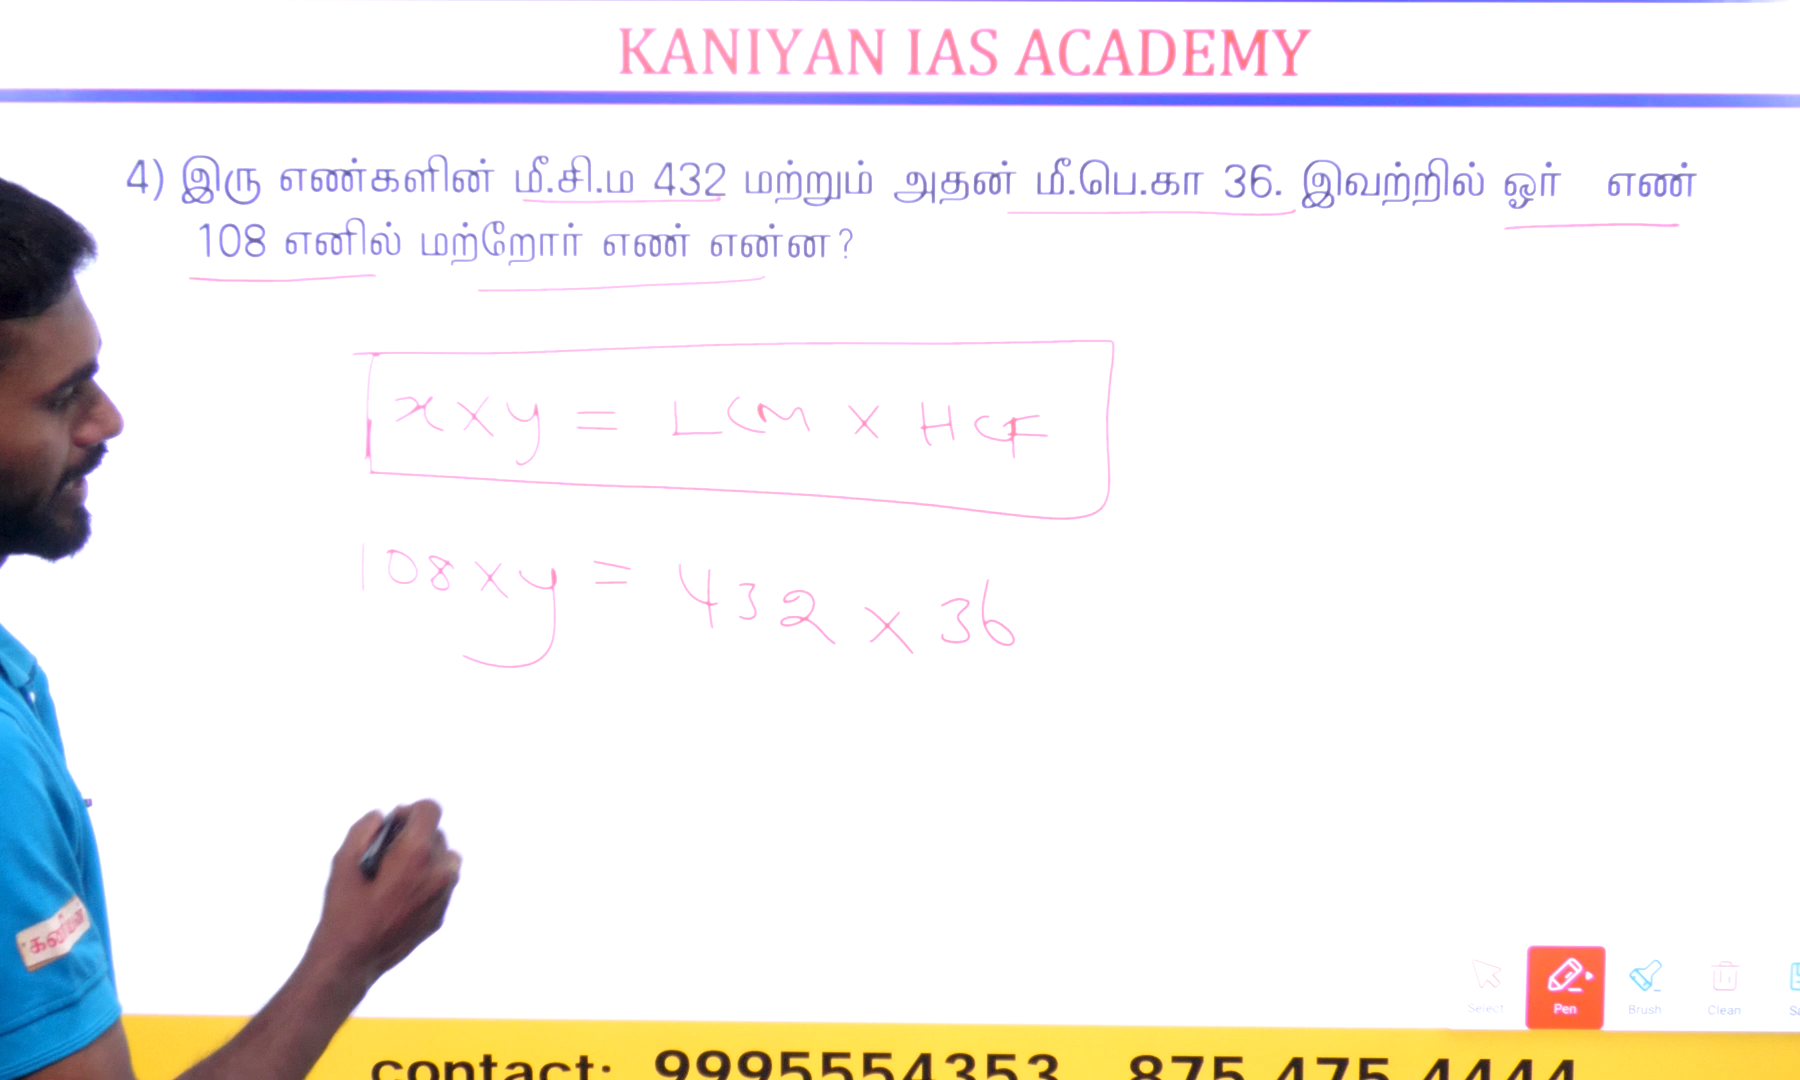 KANIYAN IAS ACADEMY
4) இரு எண்களின் மீ.சி.ம 432 மற்றும் அதன் மீ.பெ.கா 36. இவற்றில் ஓர் எண்
108 எனில் மற்றோர் எண் என்ன?
x × y = LCM × HCF
108 × y = 432 × 36
Select Pen Brush Clean
contact: 9995554353 875 475 4444